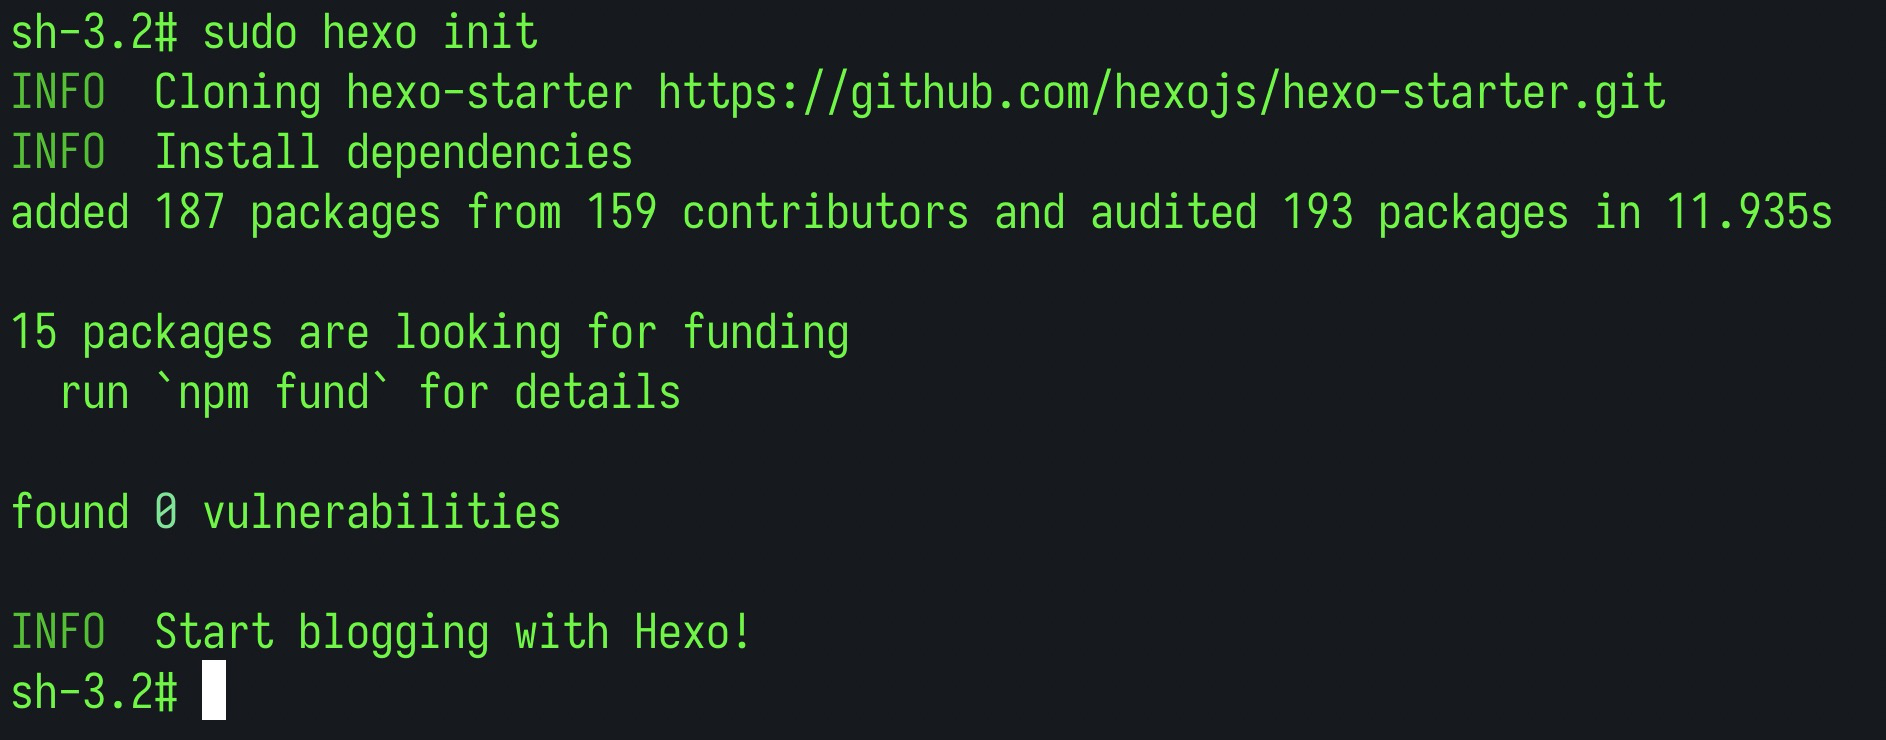 sh-3.2# sudo hexo init
INFO  Cloning hexo-starter https://github.com/hexojs/hexo-starter.git
INFO  Install dependencies
added 187 packages from 159 contributors and audited 193 packages in 11.935s
15 packages are looking for funding
  run `npm fund` for details
found 0 vulnerabilities
INFO  Start blogging with Hexo!
sh-3.2#